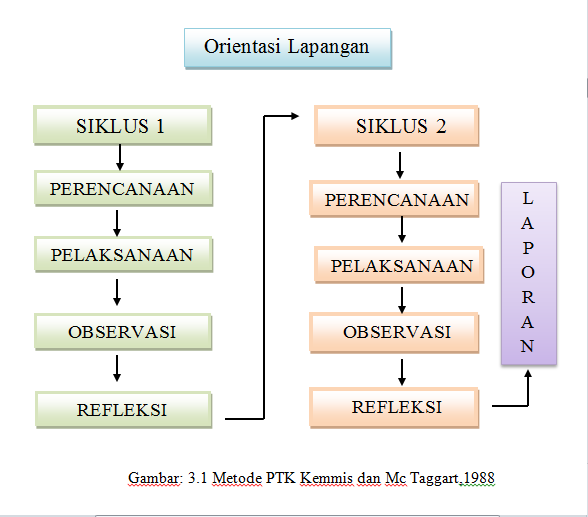 Orientasi Lapangan
SIKLUS 1
PERENCANAAN
PELAKSANAAN
OBSERVASI
REFLEKSI
SIKLUS 2
PERENCANAAN
PELAKSANAAN
OBSERVASI
REFLEKSI
L
A
P
O
R
A
N
Gambar: 3.1 Metode PTK Kemmis dan Mc Taggart,1988